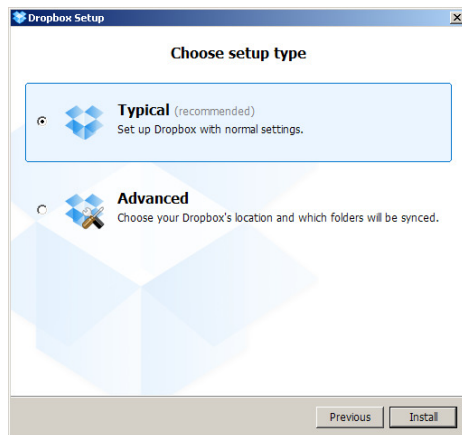 Dropbox Setup
Choose setup type
Typical (recommended)
Set up Dropbox with normal settings.
Advanced
Choose your Dropbox's location and which folders will be synced.
Previous Install